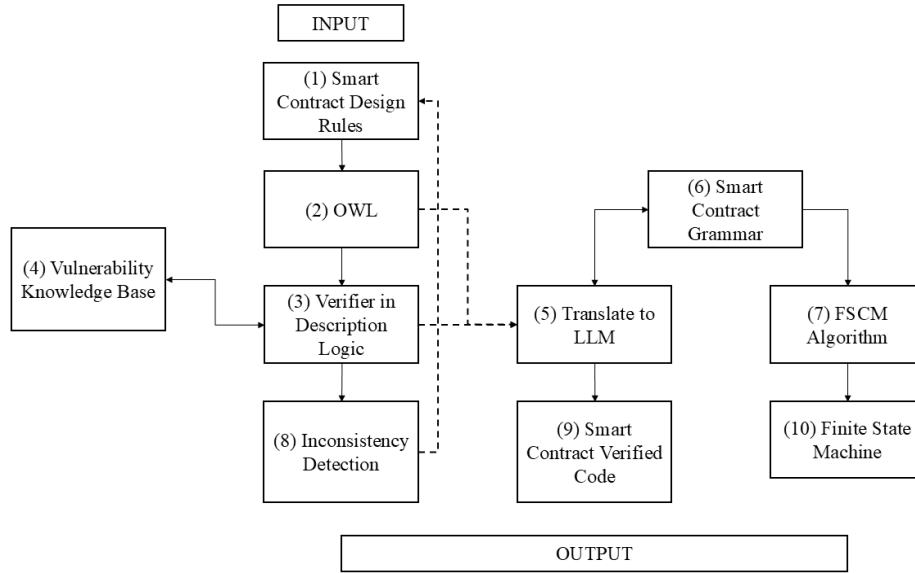 INPUT
(1) Smart
Contract Design
Rules
(2) OWL
(6) Smart
Contract
Grammar
(4) Vulnerability
Knowledge Base
(3) Verifier in
Description
Logic
(5) Translate to
LLM
(7) FSCM
Algorithm
(8) Inconsistency
Detection
(9) Smart
Contract Verified
Code
(10) Finite State
Machine
OUTPUT